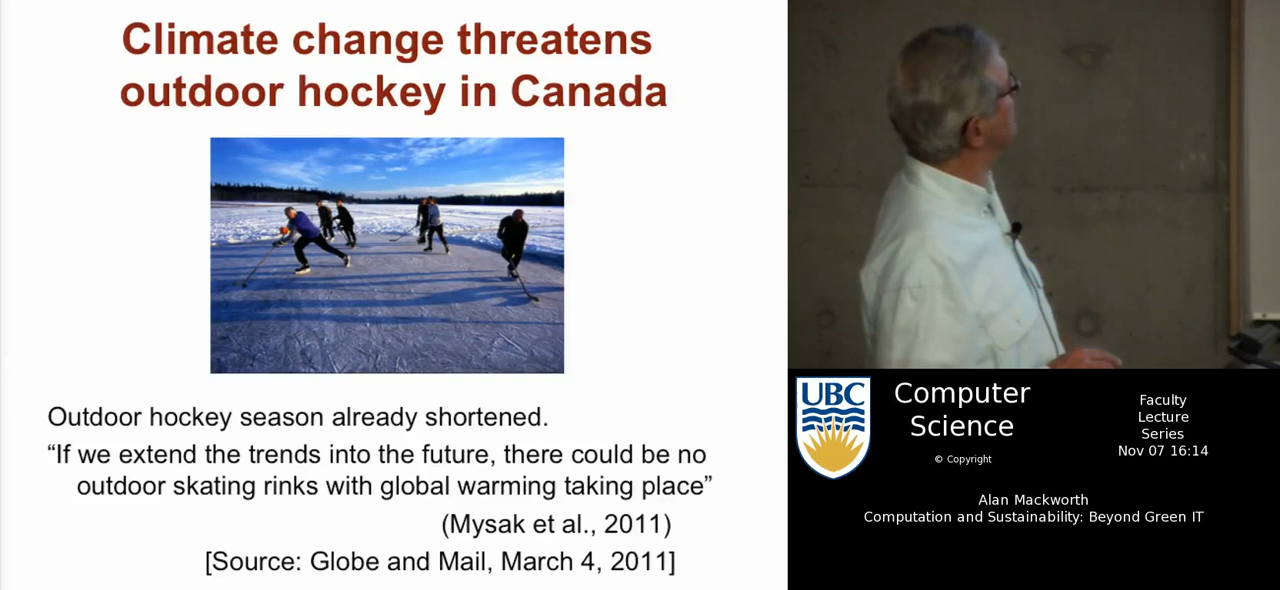 Climate change threatens
outdoor hockey in Canada
Outdoor hockey season already shortened.
“If we extend the trends into the future, there could be no
outdoor skating rinks with global warming taking place”
(Mysak et al., 2011)
[Source: Globe and Mail, March 4, 2011]
UBC
Computer
Science
© Copyright
Faculty
Lecture
Series
Nov 07 16:14
Alan Mackworth
Computation and Sustainability: Beyond Green IT